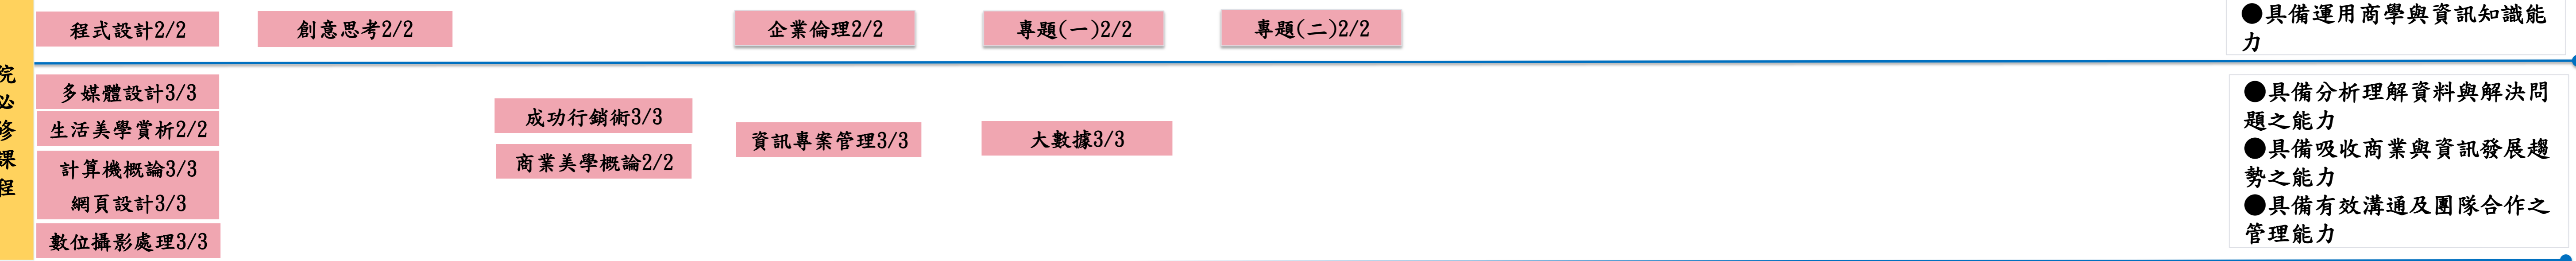 程式設計2/2
創意思考2/2
企業倫理2/2
專題(一)2/2
專題(二)2/2
●具備運用商學與資訊知識能
力
院
必
修
課
程
多媒體設計3/3
生活美學賞析2/2
計算機概論3/3
網頁設計3/3
數位攝影處理3/3
成功行銷術3/3
商業美學概論2/2
資訊專案管理3/3
大數據3/3
●具備分析理解資料與解決問
題之能力
●具備吸收商業與資訊發展趨
勢之能力
●具備有效溝通及團隊合作之
管理能力